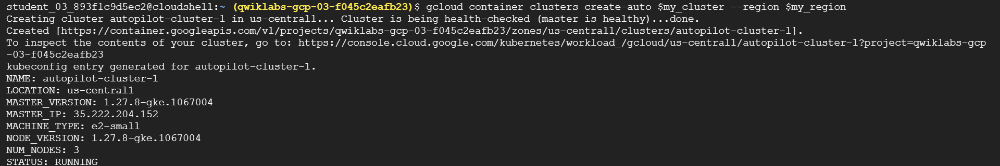 student_03_893f1c9d5ec2@cloudshell:~ (qwiklabs-gcp-03-f045c2eafb23)$ gcloud container clusters create-auto $my_cluster --region $my_region
Creating cluster autopilot-cluster-1 in us-central1... Cluster is being health-checked (master is healthy)...done.
Created [https://container.googleapis.com/v1/projects/qwiklabs-gcp-03-f045c2eafb23/zones/us-central1/clusters/autopilot-cluster-1].
To inspect the contents of your cluster, go to: https://console.cloud.google.com/kubernetes/workload_/gcloud/us-central1/autopilot-cluster-1?project=qwiklabs-gcp
-03-f045c2eafb23
kubeconfig entry generated for autopilot-cluster-1.
NAME: autopilot-cluster-1
LOCATION: us-central1
MASTER_VERSION: 1.27.8-gke.1067004
MASTER_IP: 35.222.204.152
MACHINE_TYPE: e2-small
NODE_VERSION: 1.27.8-gke.1067004
NUM_NODES: 3
STATUS: RUNNING